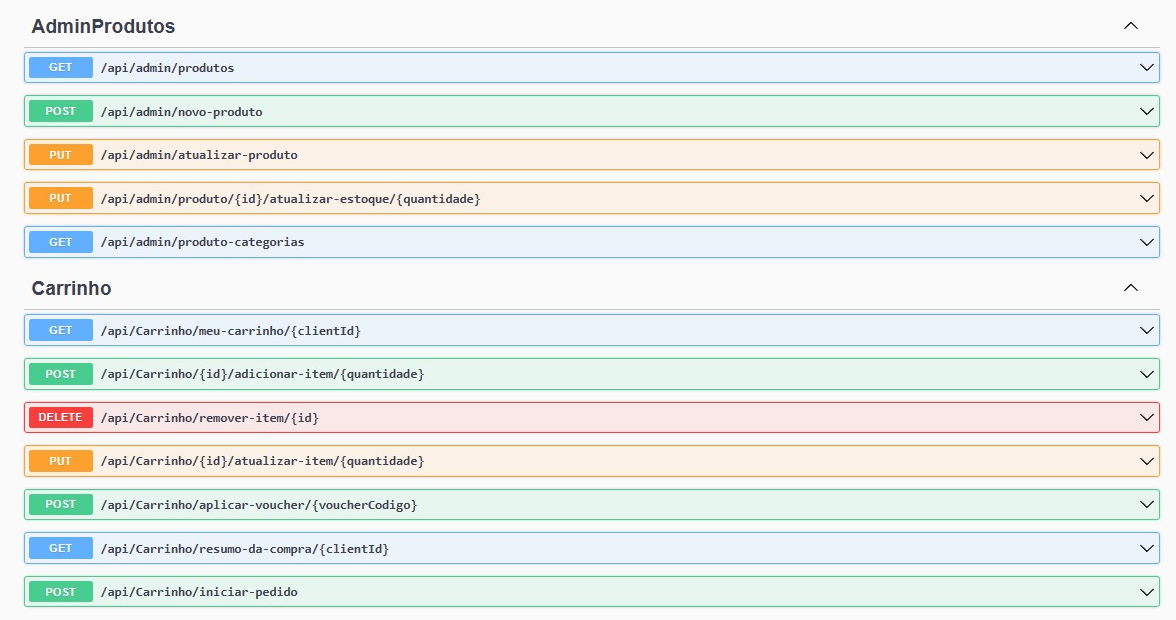 AdminProdutos
GET /api/admin/produtos
POST /api/admin/novo-produto
PUT /api/admin/atualizar-produto
PUT /api/admin/produto/{id}/atualizar-estoque/{quantidade}
GET /api/admin/produto-categorias
Carrinho
GET /api/Carrinho/meu-carrinho/{clientId}
POST /api/Carrinho/{id}/adicionar-item/{quantidade}
DELETE /api/Carrinho/remover-item/{id}
PUT /api/Carrinho/{id}/atualizar-item/{quantidade}
POST /api/Carrinho/aplicar-voucher/{voucherCodigo}
GET /api/Carrinho/resumo-da-compra/{clientId}
POST /api/Carrinho/iniciar-pedido